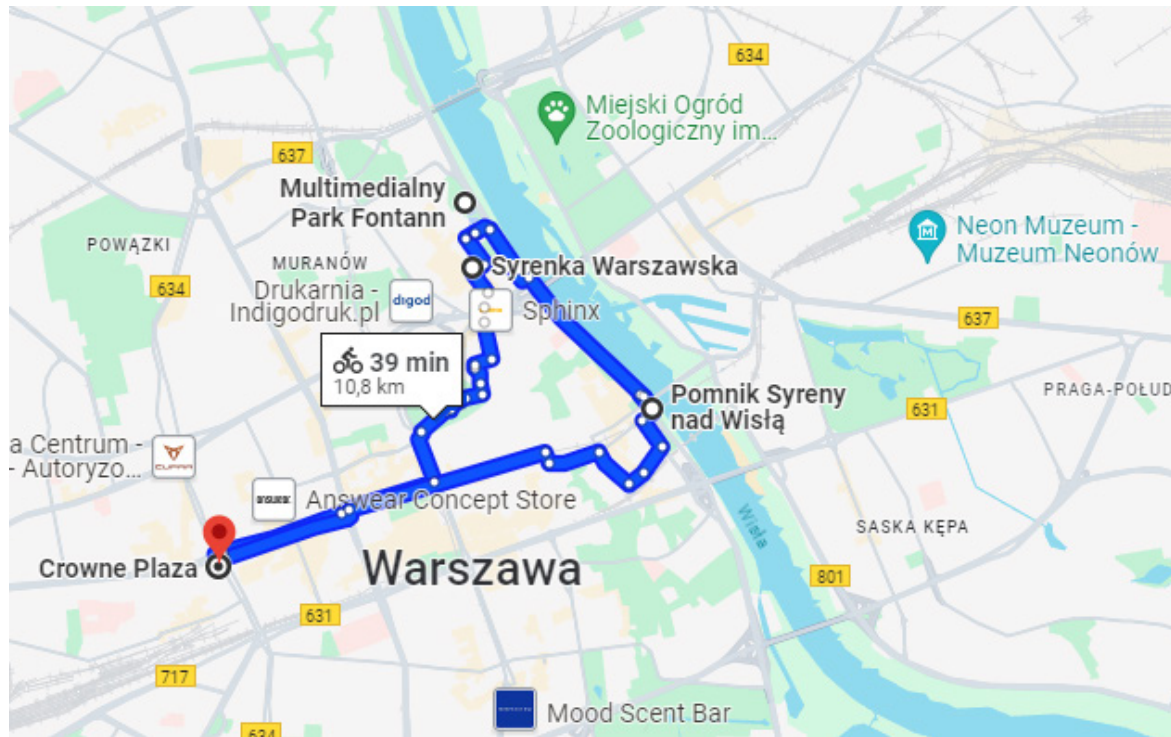 634
Miejski Ogród
Zoologiczny im...
637
Multimedialny
Park Fontann
POWĄZKI
MURANÓW
Syrenka Warszawska
Neon Muzeum -
Muzeum Neonów
634
Drukarnia -
Indigodruk.pl
digod
Sphinx
637
39 min
10,8 km
Pomnik Syreny
nad Wisłą
PRAGA-POŁUD
631
a Centrum -
- Autoryzo...
CUPRA
Answear Concept Store
Wisła
SASKA KĘPA
Crowne Plaza
Warszawa
801
631
717
Mood Scent Bar
634